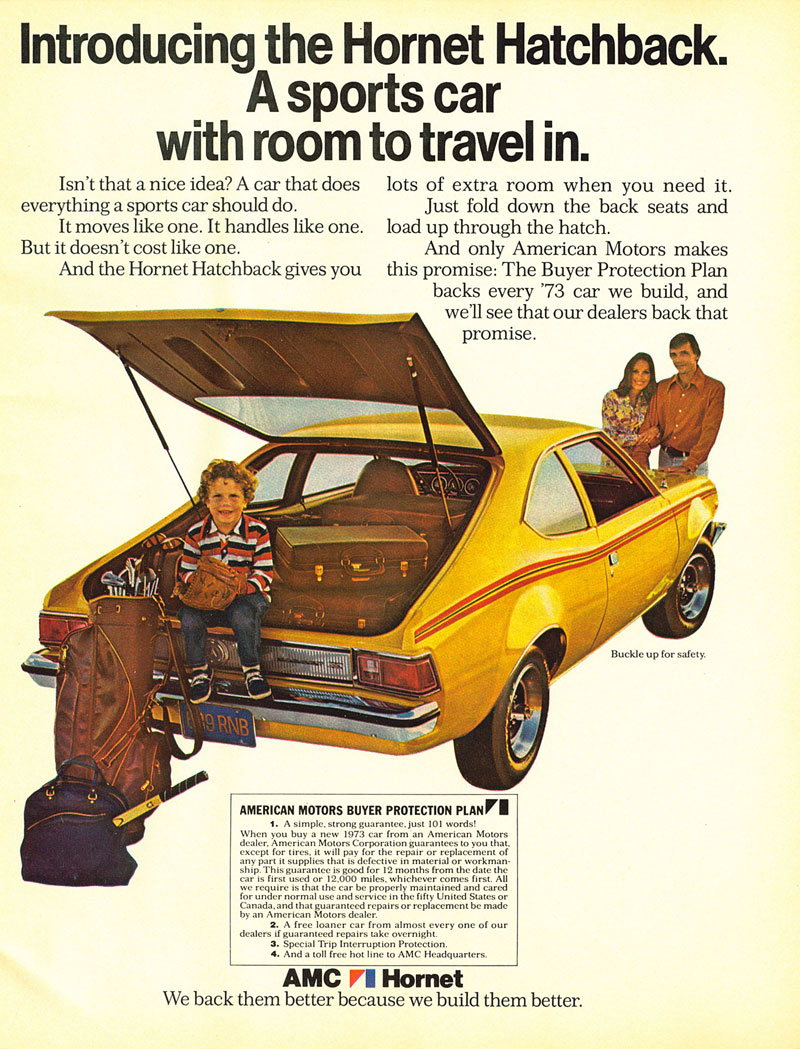 Introducing the Hornet Hatchback.
A sports car
with room to travel in.
Isn't that a nice idea? A car that does
everything a sports car should do.
It moves like one. It handles like one.
But it doesn't cost like one.
And the Hornet Hatchback gives you
lots of extra room when you need it.
Just fold down the back seats and
load up through the hatch.
And only American Motors makes
this promise: The Buyer Protection Plan
backs every '73 car we build, and
we'll see that our dealers back that
promise.
Buckle up for safety.
RNB
AMERICAN MOTORS BUYER PROTECTION PLAN
1. A simple, strong guarantee, just 101 words!
When you buy a new 1973 car from an American Motors
dealer, American Motors Corporation guarantees to you that,
except for tires, it will pay for the repair or replacement of
any part it supplies that is defective in material or workman-
ship. This guarantee is good for 12 months from the date the
car is first used or 12,000 miles, whichever comes first. All
we require is that the car be properly maintained and cared
for under normal use and service in the fifty United States or
Canada, and that guaranteed repairs or replacement be made
by an American Motors dealer.
2. A free loaner car from almost every one of our
dealers if guaranteed repairs take overnight.
3. Special Trip Interruption Protection.
4. And a toll free hot line to AMC Headquarters.
AMC Hornet
We back them better because we build them better.